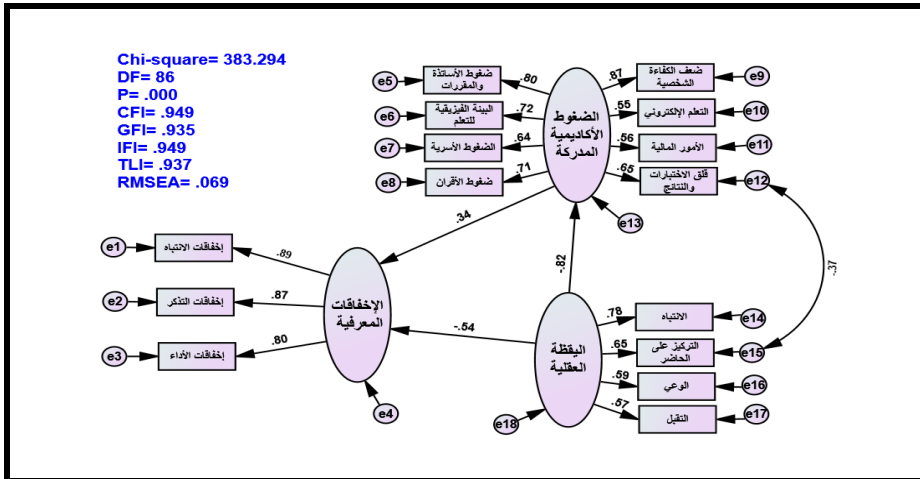 Chi-square= 383.294
DF= 86
P= .000
CFI= .949
GFI= .935
IFI= .949
TLI= .937
RMSEA= .069
e5
ضغوط الأساتذة
والمقررات
.80
e6
البيئة الفيزيقية
للتعلم
.72
e7
الضغوط الأسرية
.64
e8
ضغوط الأقران
.71
الضغوط
الأكاديمية
المدركة
.87
ضعف الكفاءة
الشخصية
e9
.55
التعلم الإلكتروني
e10
.56
الأمور المالية
e11
.65
قلق الاختبارات
والنتائج
e12
e13
.34
-.82
-.37
e1
إخفاقات الانتباه
.89
e2
إخفاقات التذكر
.87
e3
إخفاقات الأداء
.80
الإخفاقات
المعرفية
e4
-.54
اليقظة
العقلية
e18
.78
الانتباه
e14
.65
التركيز على
الحاضر
e15
.59
الوعي
e16
.57
التقبل
e17